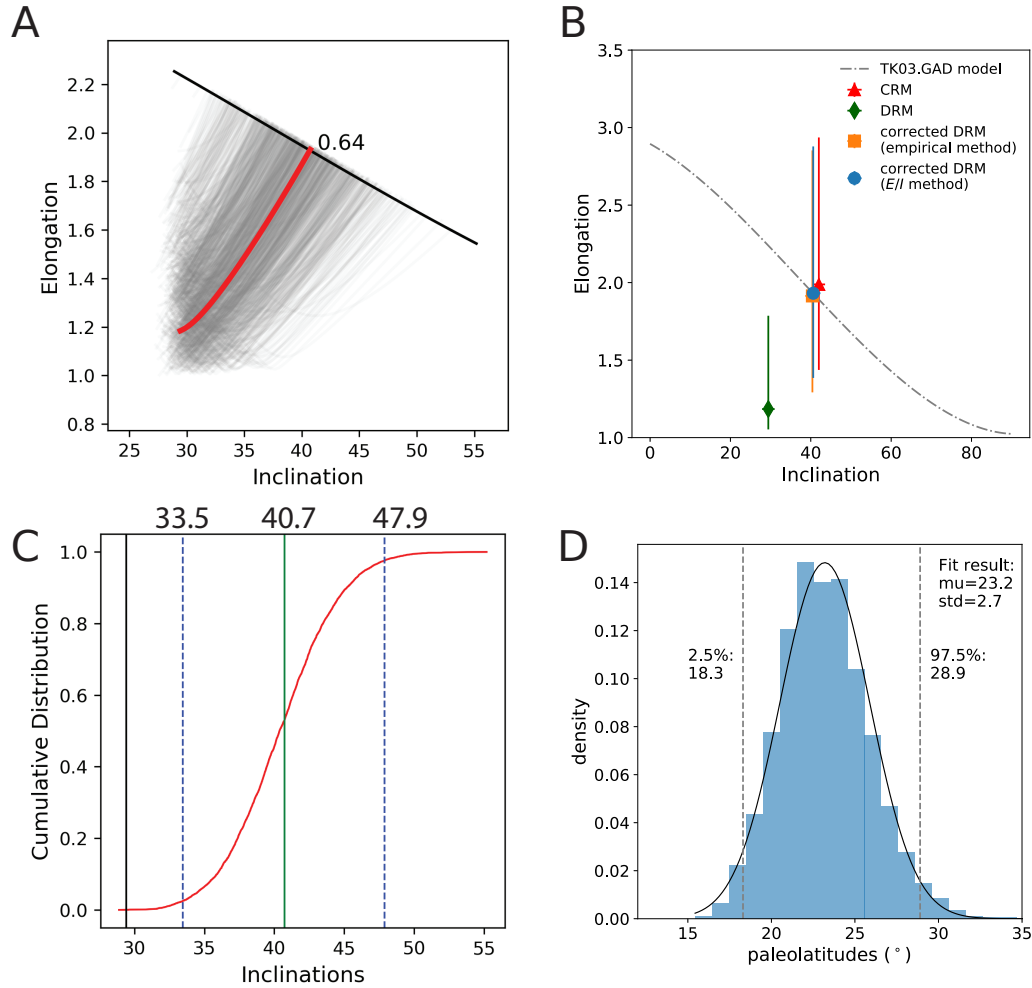 A
2.2
2.0
1.8
1.6
1.4
1.2
1.0
0.8
Elongation
0.64
25 30 35 40 45 50 55
Inclination
B
3.5
3.0
2.5
2.0
1.5
1.0
Elongation
TK03.GAD model
CRM
DRM
corrected DRM
(empirical method)
corrected DRM
(E/I method)
0 20 40 60 80
Inclination
C
33.5 40.7 47.9
1.0
0.8
0.6
0.4
0.2
0.0
Cumulative Distribution
30 35 40 45 50 55
Inclinations
D
0.14
0.12
0.10
0.08
0.06
0.04
0.02
0.00
density
Fit result:
mu=23.2
std=2.7
2.5%:
18.3
97.5%:
28.9
15 20 25 30 35
paleolatitudes (°)